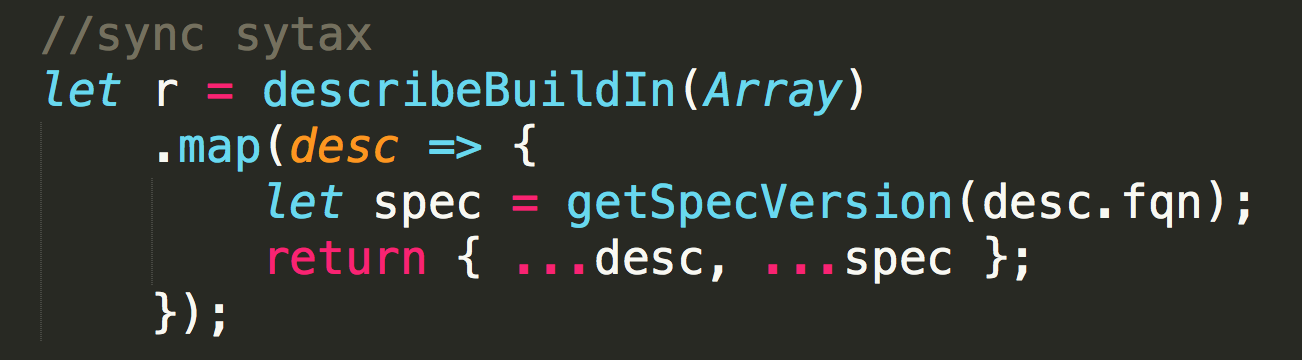 //sync sytax
let r = describeBuildIn(Array)
.map(desc => {
let spec = getSpecVersion(desc.fqn);
return { ...desc, ...spec };
});